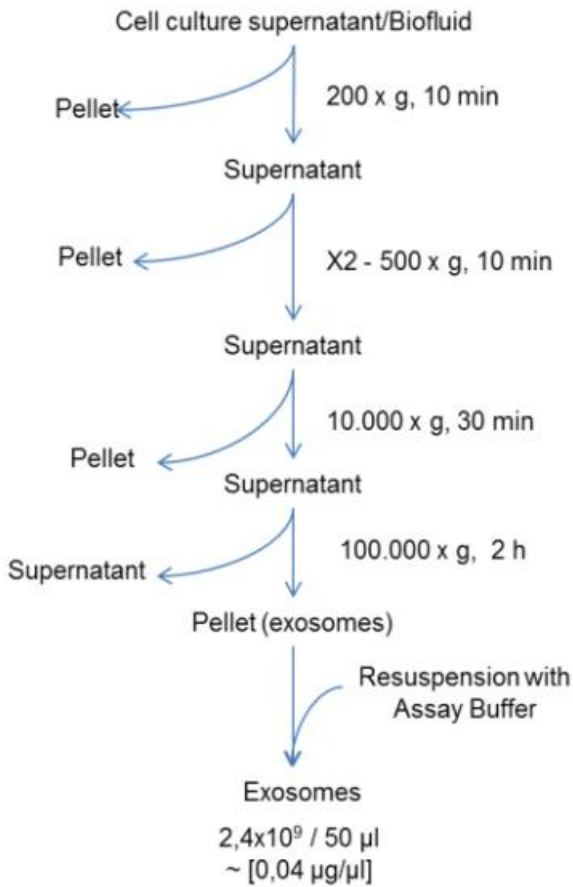 Cell culture supernatant/Biofluid
Pellet
200 x g, 10 min
Supernatant
Pellet
X2 - 500 x g, 10 min
Supernatant
Pellet
10.000 x g, 30 min
Supernatant
Supernatant
100.000 x g, 2 h
Pellet (exosomes)
Resuspension with
Assay Buffer
Exosomes
2,4x10⁹ / 50 µl
~ [0,04 µg/µl]